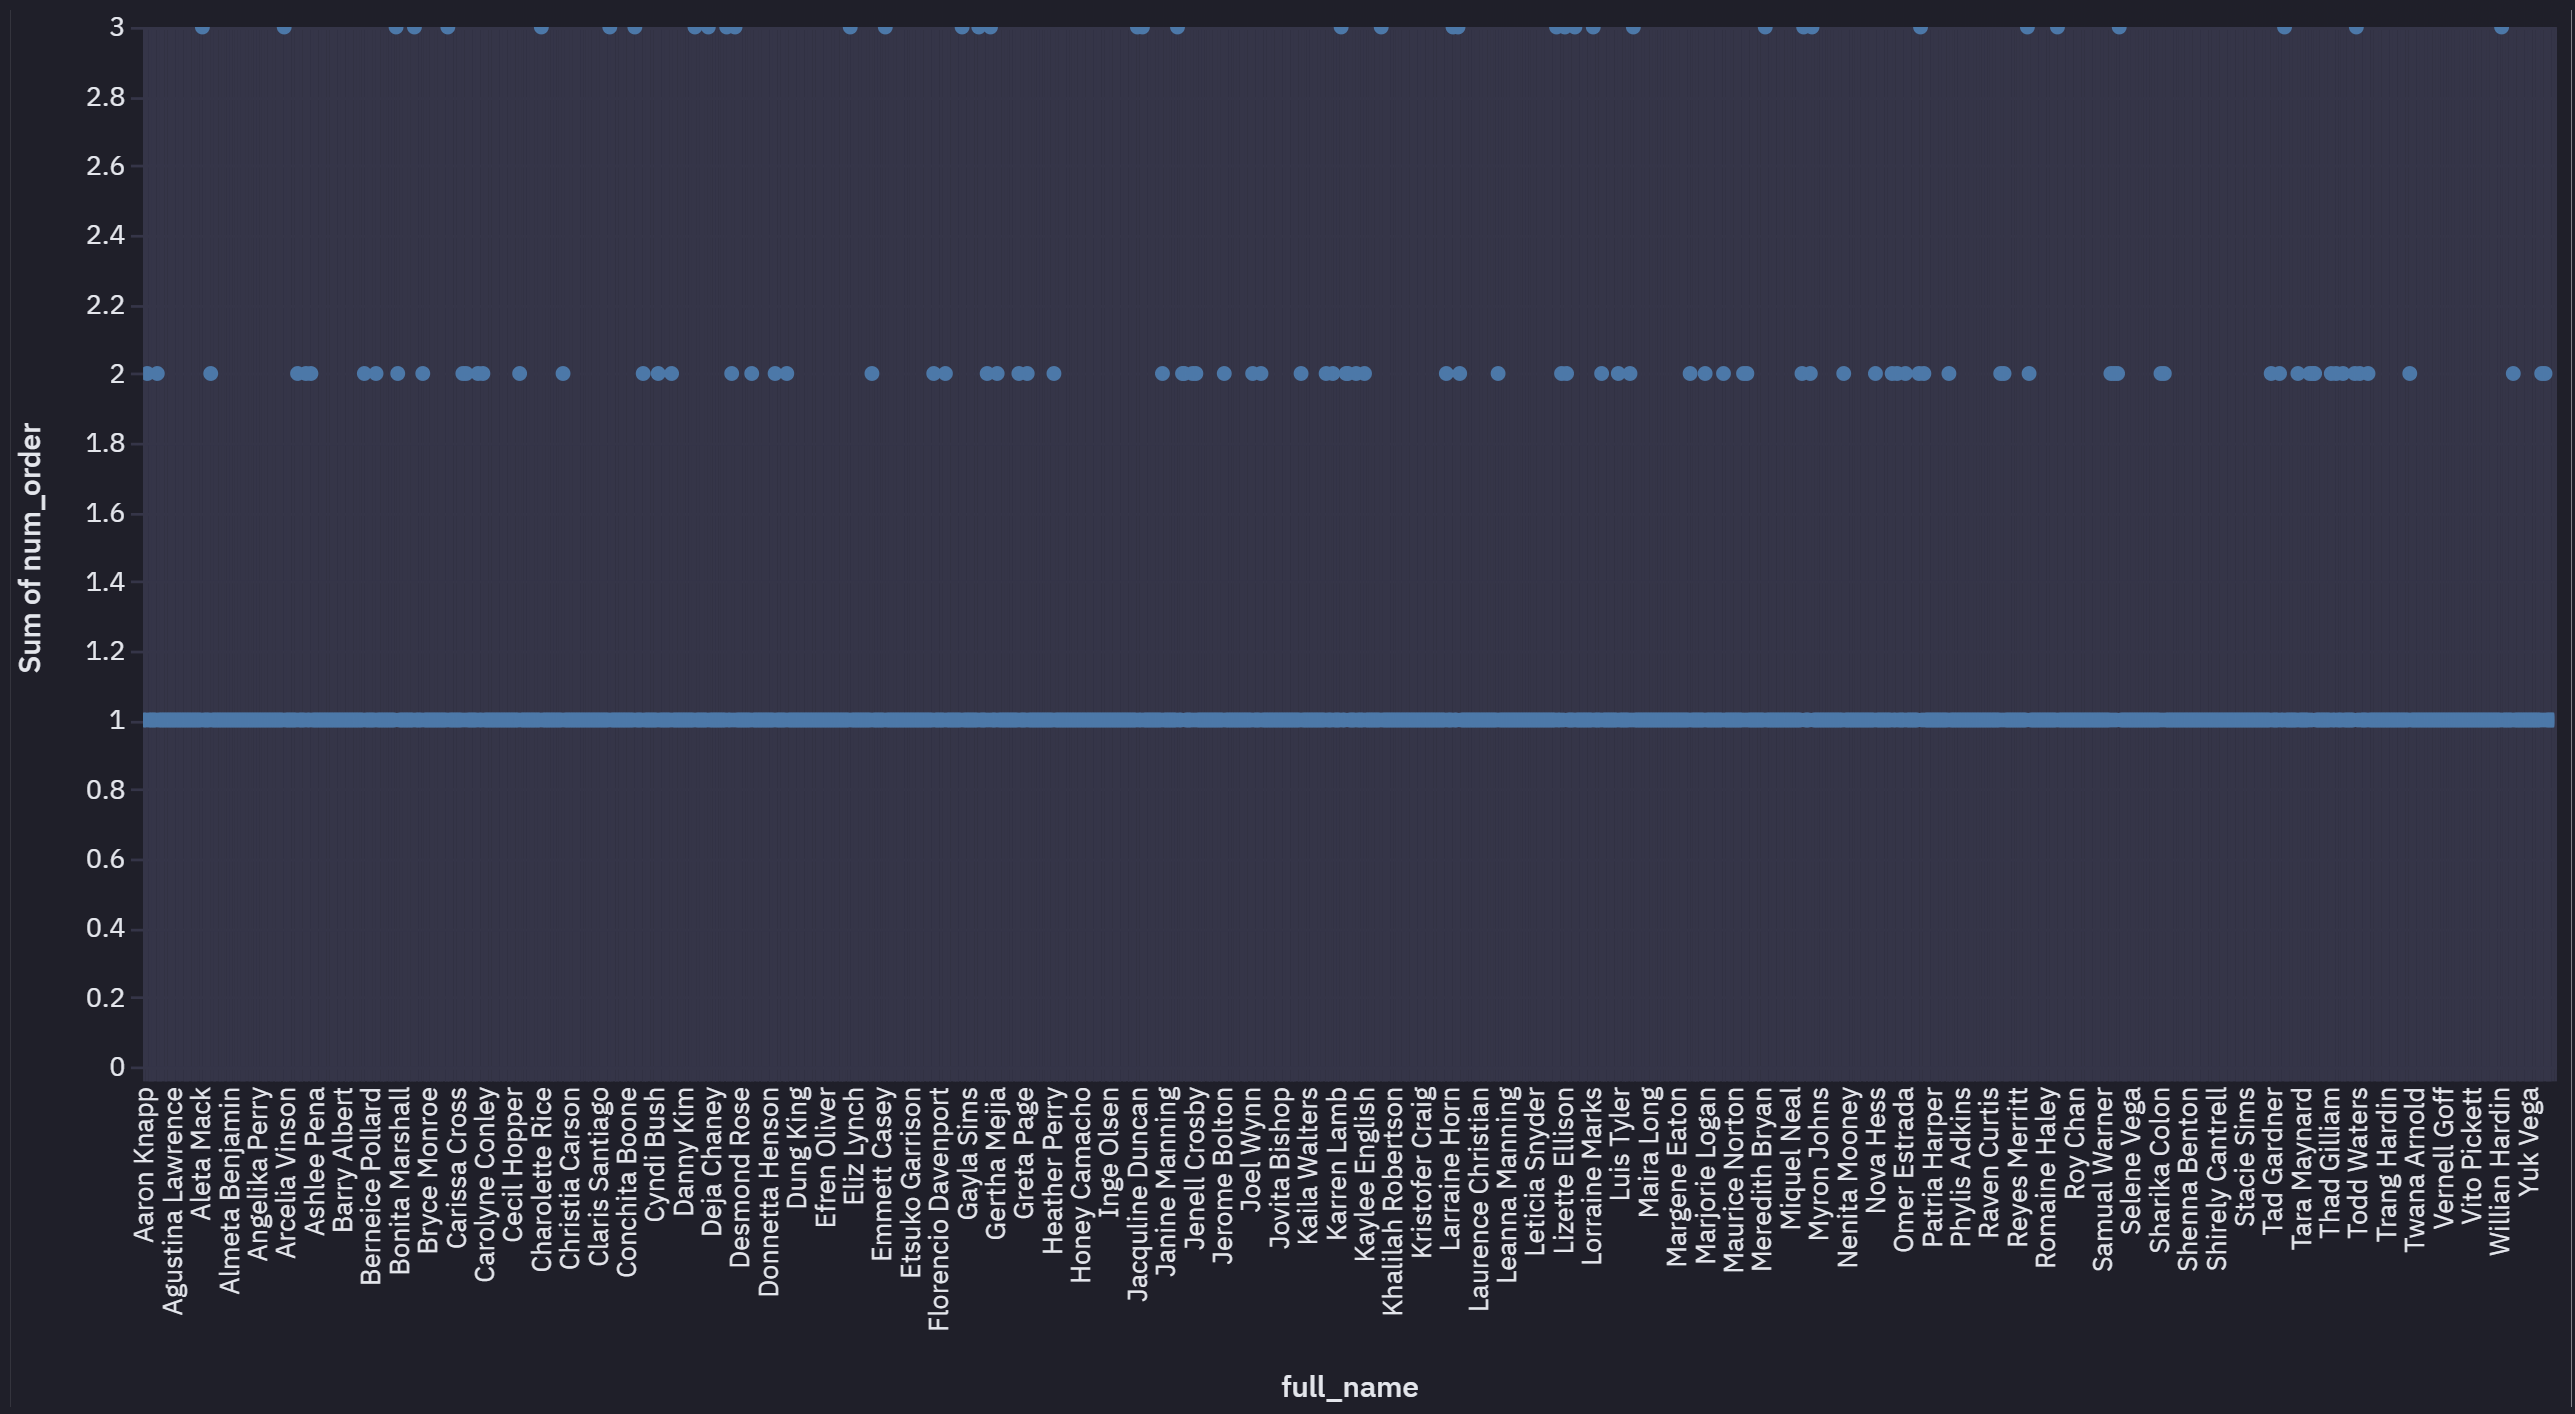 3
2.8
2.6
2.4
2.2
2
1.8
1.6
1.4
1.2
1
0.8
0.6
0.4
0.2
0
Sum of num_order
Aaron Knapp
Agustina Lawrence
Aleta Mack
Almeta Benjamin
Angelika Perry
Arcelia Vinson
Ashlee Pena
Barry Albert
Berneice Pollard
Bonita Marshall
Bryce Monroe
Carissa Cross
Carolyne Conley
Cecil Hopper
Charolette Rice
Christia Carson
Claris Santiago
Conchita Boone
Cyndi Bush
Danny Kim
Deja Chaney
Desmond Rose
Donnetta Henson
Dung King
Efren Oliver
Eliz Lynch
Emmett Casey
Etsuko Garrison
Florencio Davenport
Gayla Sims
Gertha Mejia
Greta Page
Heather Perry
Honey Camacho
Inge Olsen
Jacquline Duncan
Janine Manning
Jenell Crosby
Jerome Bolton
Joel Wynn
Jovita Bishop
Kaila Walters
Karren Lamb
Kaylee English
Khalilah Robertson
Kristofer Craig
Larraine Horn
Laurence Christian
Leanna Manning
Leticia Snyder
Lizette Ellison
Lorraine Marks
Luis Tyler
Maira Long
Margene Eaton
Marjorie Logan
Maurice Norton
Meredith Bryan
Miquel Neal
Myron Johns
Nenita Mooney
Nova Hess
Omer Estrada
Patria Harper
Phylis Adkins
Raven Curtis
Reyes Merritt
Romaine Haley
Roy Chan
Samual Warner
Selene Vega
Sharika Colon
Shenna Benton
Shirely Cantrell
Stacie Sims
Tad Gardner
Tara Maynard
Thad Gilliam
Todd Waters
Trang Hardin
Twana Arnold
Vernell Goff
Vito Pickett
Willian Hardin
Yuk Vega
full_name